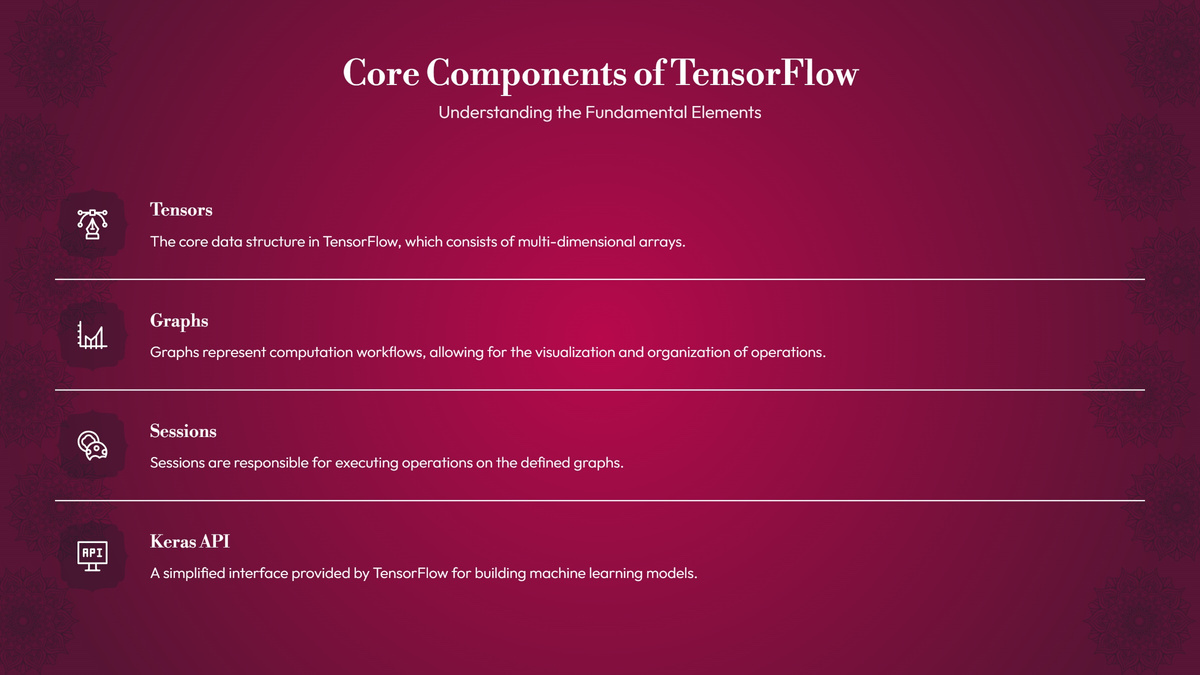 Core Components of TensorFlow
Understanding the Fundamental Elements
Tensors
The core data structure in TensorFlow, which consists of multi-dimensional arrays.
Graphs
Graphs represent computation workflows, allowing for the visualization and organization of operations.
Sessions
Sessions are responsible for executing operations on the defined graphs.
API
Keras API
A simplified interface provided by TensorFlow for building machine learning models.